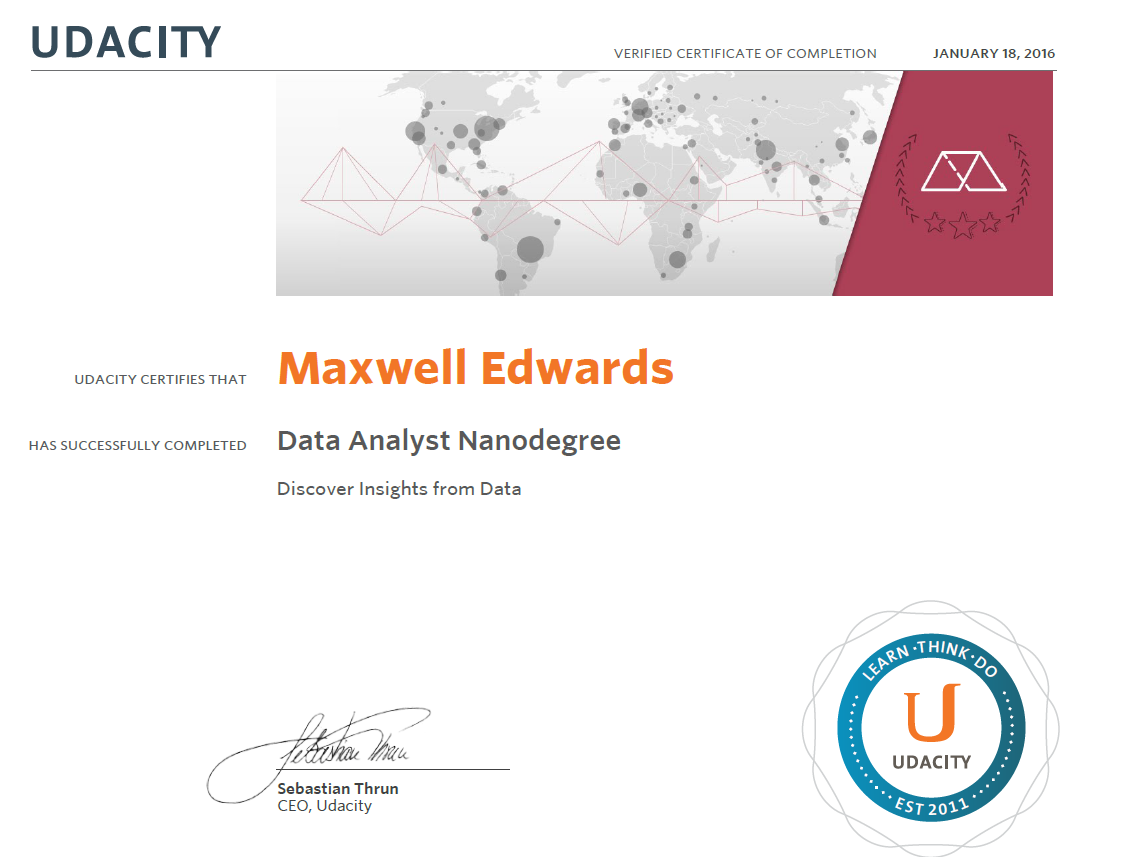 UDACITY
VERIFIED CERTIFICATE OF COMPLETION JANUARY 18, 2016
UDACITY CERTIFIES THAT Maxwell Edwards
HAS SUCCESSFULLY COMPLETED Data Analyst Nanodegree
Discover Insights from Data
Sebastian Thrun
Sebastian Thrun
CEO, Udacity
LEARN · THINK · DO
U
UDACITY
EST 2011